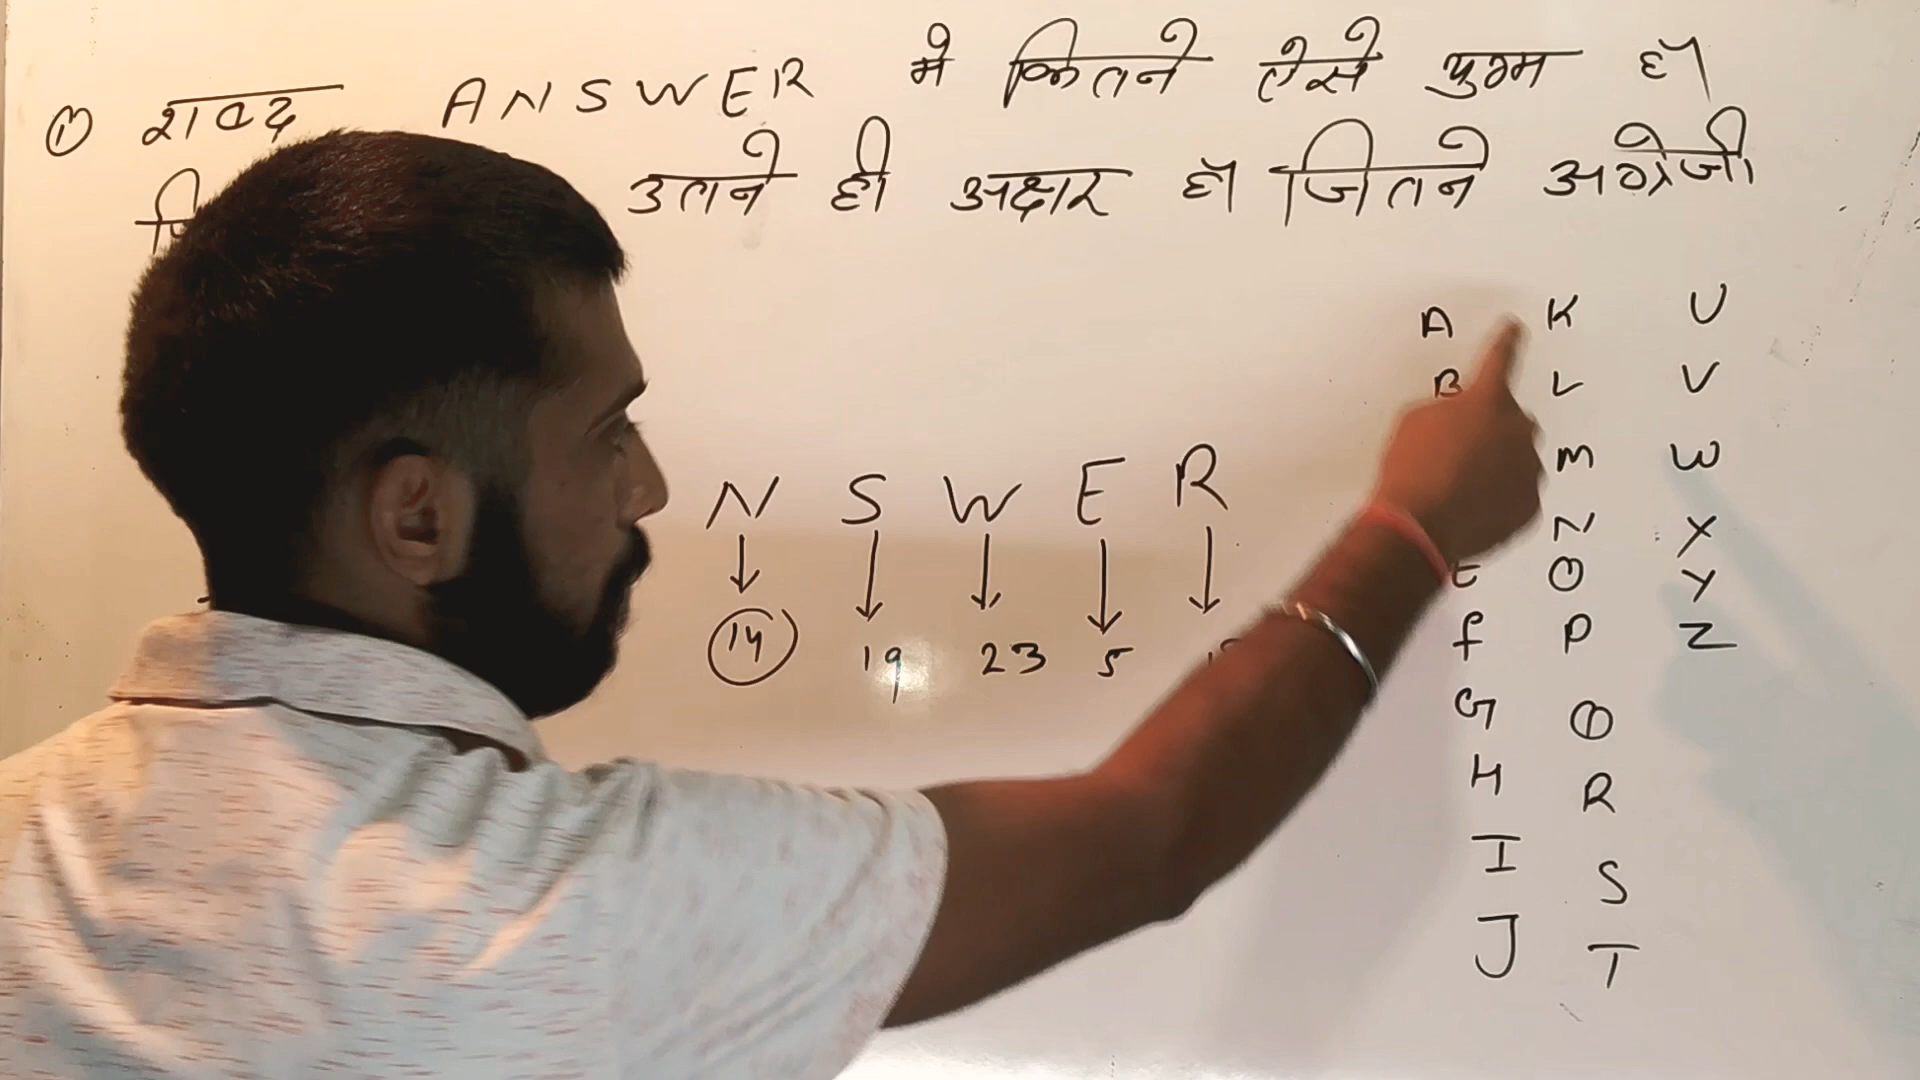 ① शब्द ANSWER मे कितने ऐसे युग्म है
उतने ही अक्षर है जितने अंग्रेजी
A K U
B L V
M W
N S W E R
N X
E O Y
14 19 23 5
f P Z
G Q
H R
I S
J T